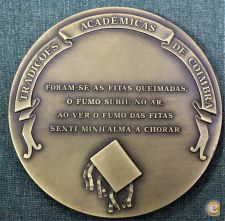 TRADIÇÕES ACADÉMICAS DE COIMBRA
FORAM-SE AS FITAS QUEIMADAS,
O FUMO SUBIU NO AR,
AO VER O FUMO DAS FITAS
SENTI MINH'ALMA A CHORAR